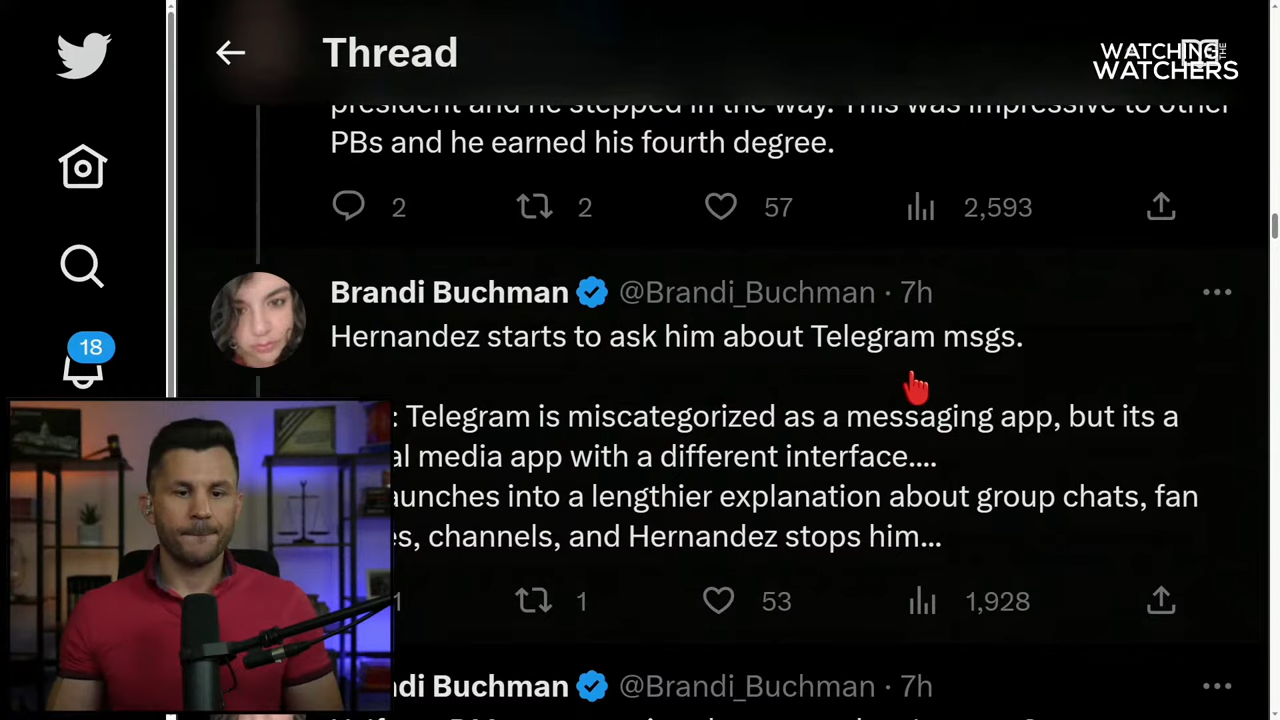 Thread
WATCHING THE
WATCHERS
president and he stepped in the way. This was impressive to other
PBs and he earned his fourth degree.
2
2
57
2,593
Brandi Buchman @Brandi_Buchman · 7h
18
Hernandez starts to ask him about Telegram msgs.
: Telegram is miscategorized as a messaging app, but its a
al media app with a different interface....
aunches into a lengthier explanation about group chats, fan
es, channels, and Hernandez stops him...
1
1
53
1,928
di Buchman @Brandi_Buchman · 7h